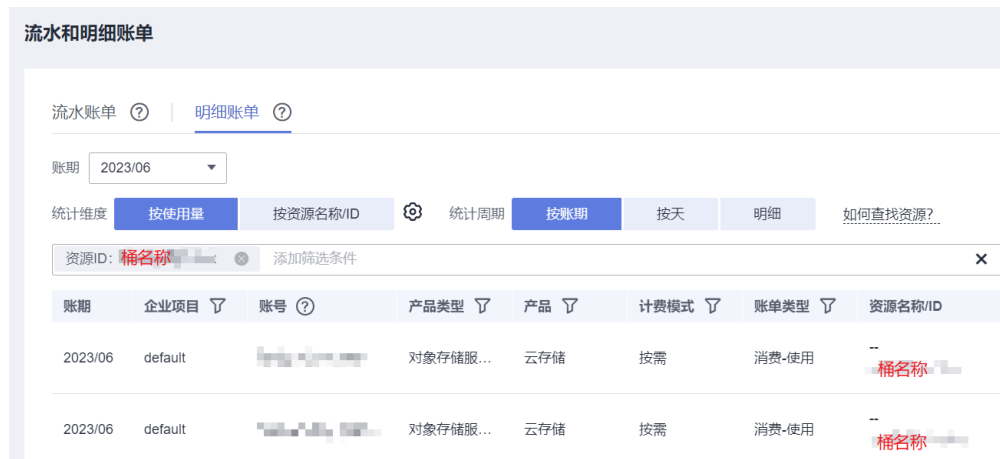 流水和明细账单
流水账单 ? 明细账单 ?
账期 2023/06
统计维度 按使用量 按资源名称/ID 统计周期 按账期 按天 明细 如何查找资源?
资源ID: 桶名称 添加筛选条件
账期 企业项目 账号 ? 产品类型 产品 计费模式 账单类型 资源名称/ID
2023/06 default 对象存储服... 云存储 按需 消费-使用 --
桶名称
2023/06 default 对象存储服... 云存储 按需 消费-使用 --
桶名称